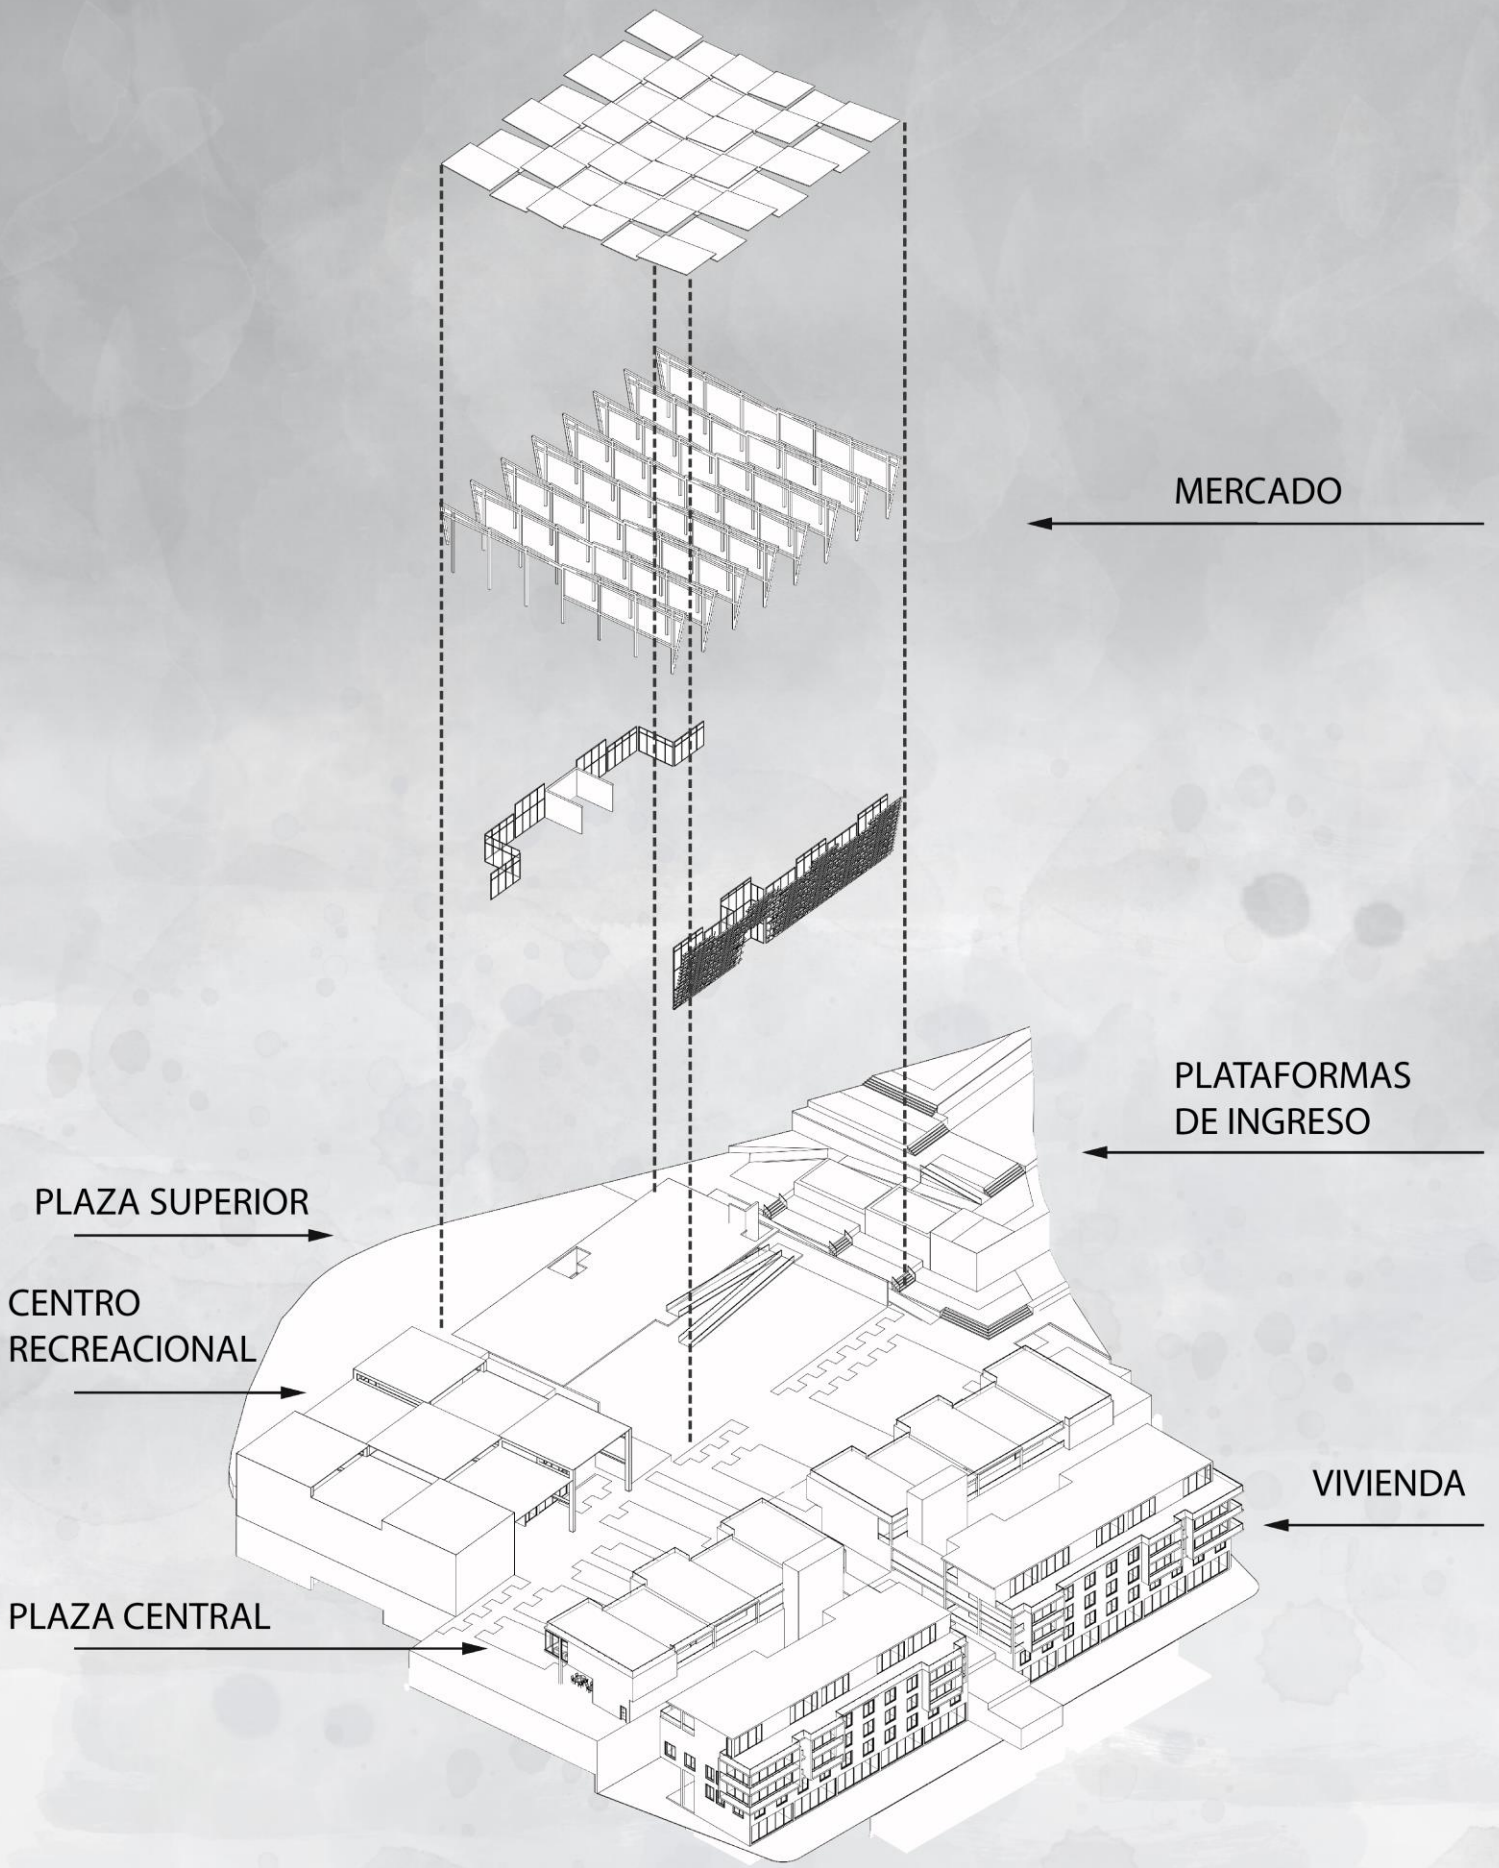 MERCADO
PLATAFORMAS
DE INGRESO
PLAZA SUPERIOR
CENTRO
RECREACIONAL
VIVIENDA
PLAZA CENTRAL